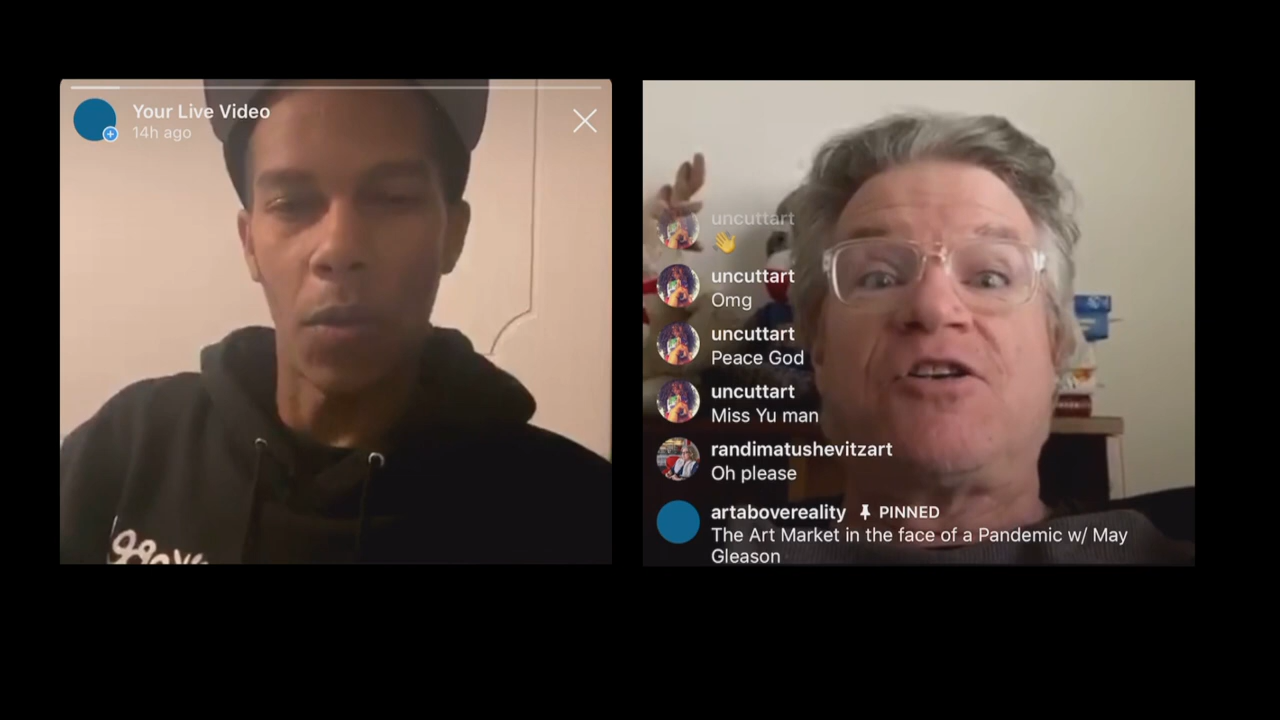 Your Live Video
14h ago
uncuttart
👋
uncuttart
Omg
uncuttart
Peace God
uncuttart
Miss Yu man
randimatushevitzart
Oh please
artabovereality PINNED
The Art Market in the face of a Pandemic w/ May
Gleason